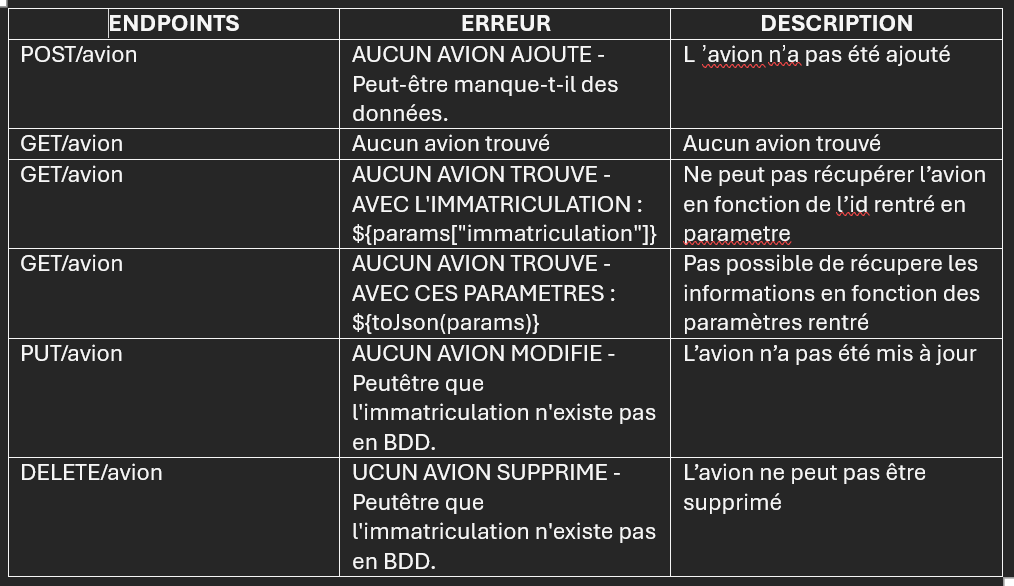 ENDPOINTS ERREUR DESCRIPTION
POST/avion AUCUN AVION AJOUTE - L ’avion n’a pas été ajouté
Peut-être manque-t-il des
données.
GET/avion Aucun avion trouvé Aucun avion trouvé
GET/avion AUCUN AVION TROUVE - Ne peut pas récupérer l’avion
AVEC L'IMMATRICULATION : en fonction de l’id rentré en
${params["immatriculation"]} parametre
GET/avion AUCUN AVION TROUVE - Pas possible de récupere les
AVEC CES PARAMETRES : informations en fonction des
${toJson(params)} paramètres rentré
PUT/avion AUCUN AVION MODIFIE - L’avion n’a pas été mis à jour
Peutêtre que
l'immatriculation n'existe pas
en BDD.
DELETE/avion UCUN AVION SUPPRIME - L’avion ne peut pas être
Peutêtre que supprimé
l'immatriculation n'existe pas
en BDD.